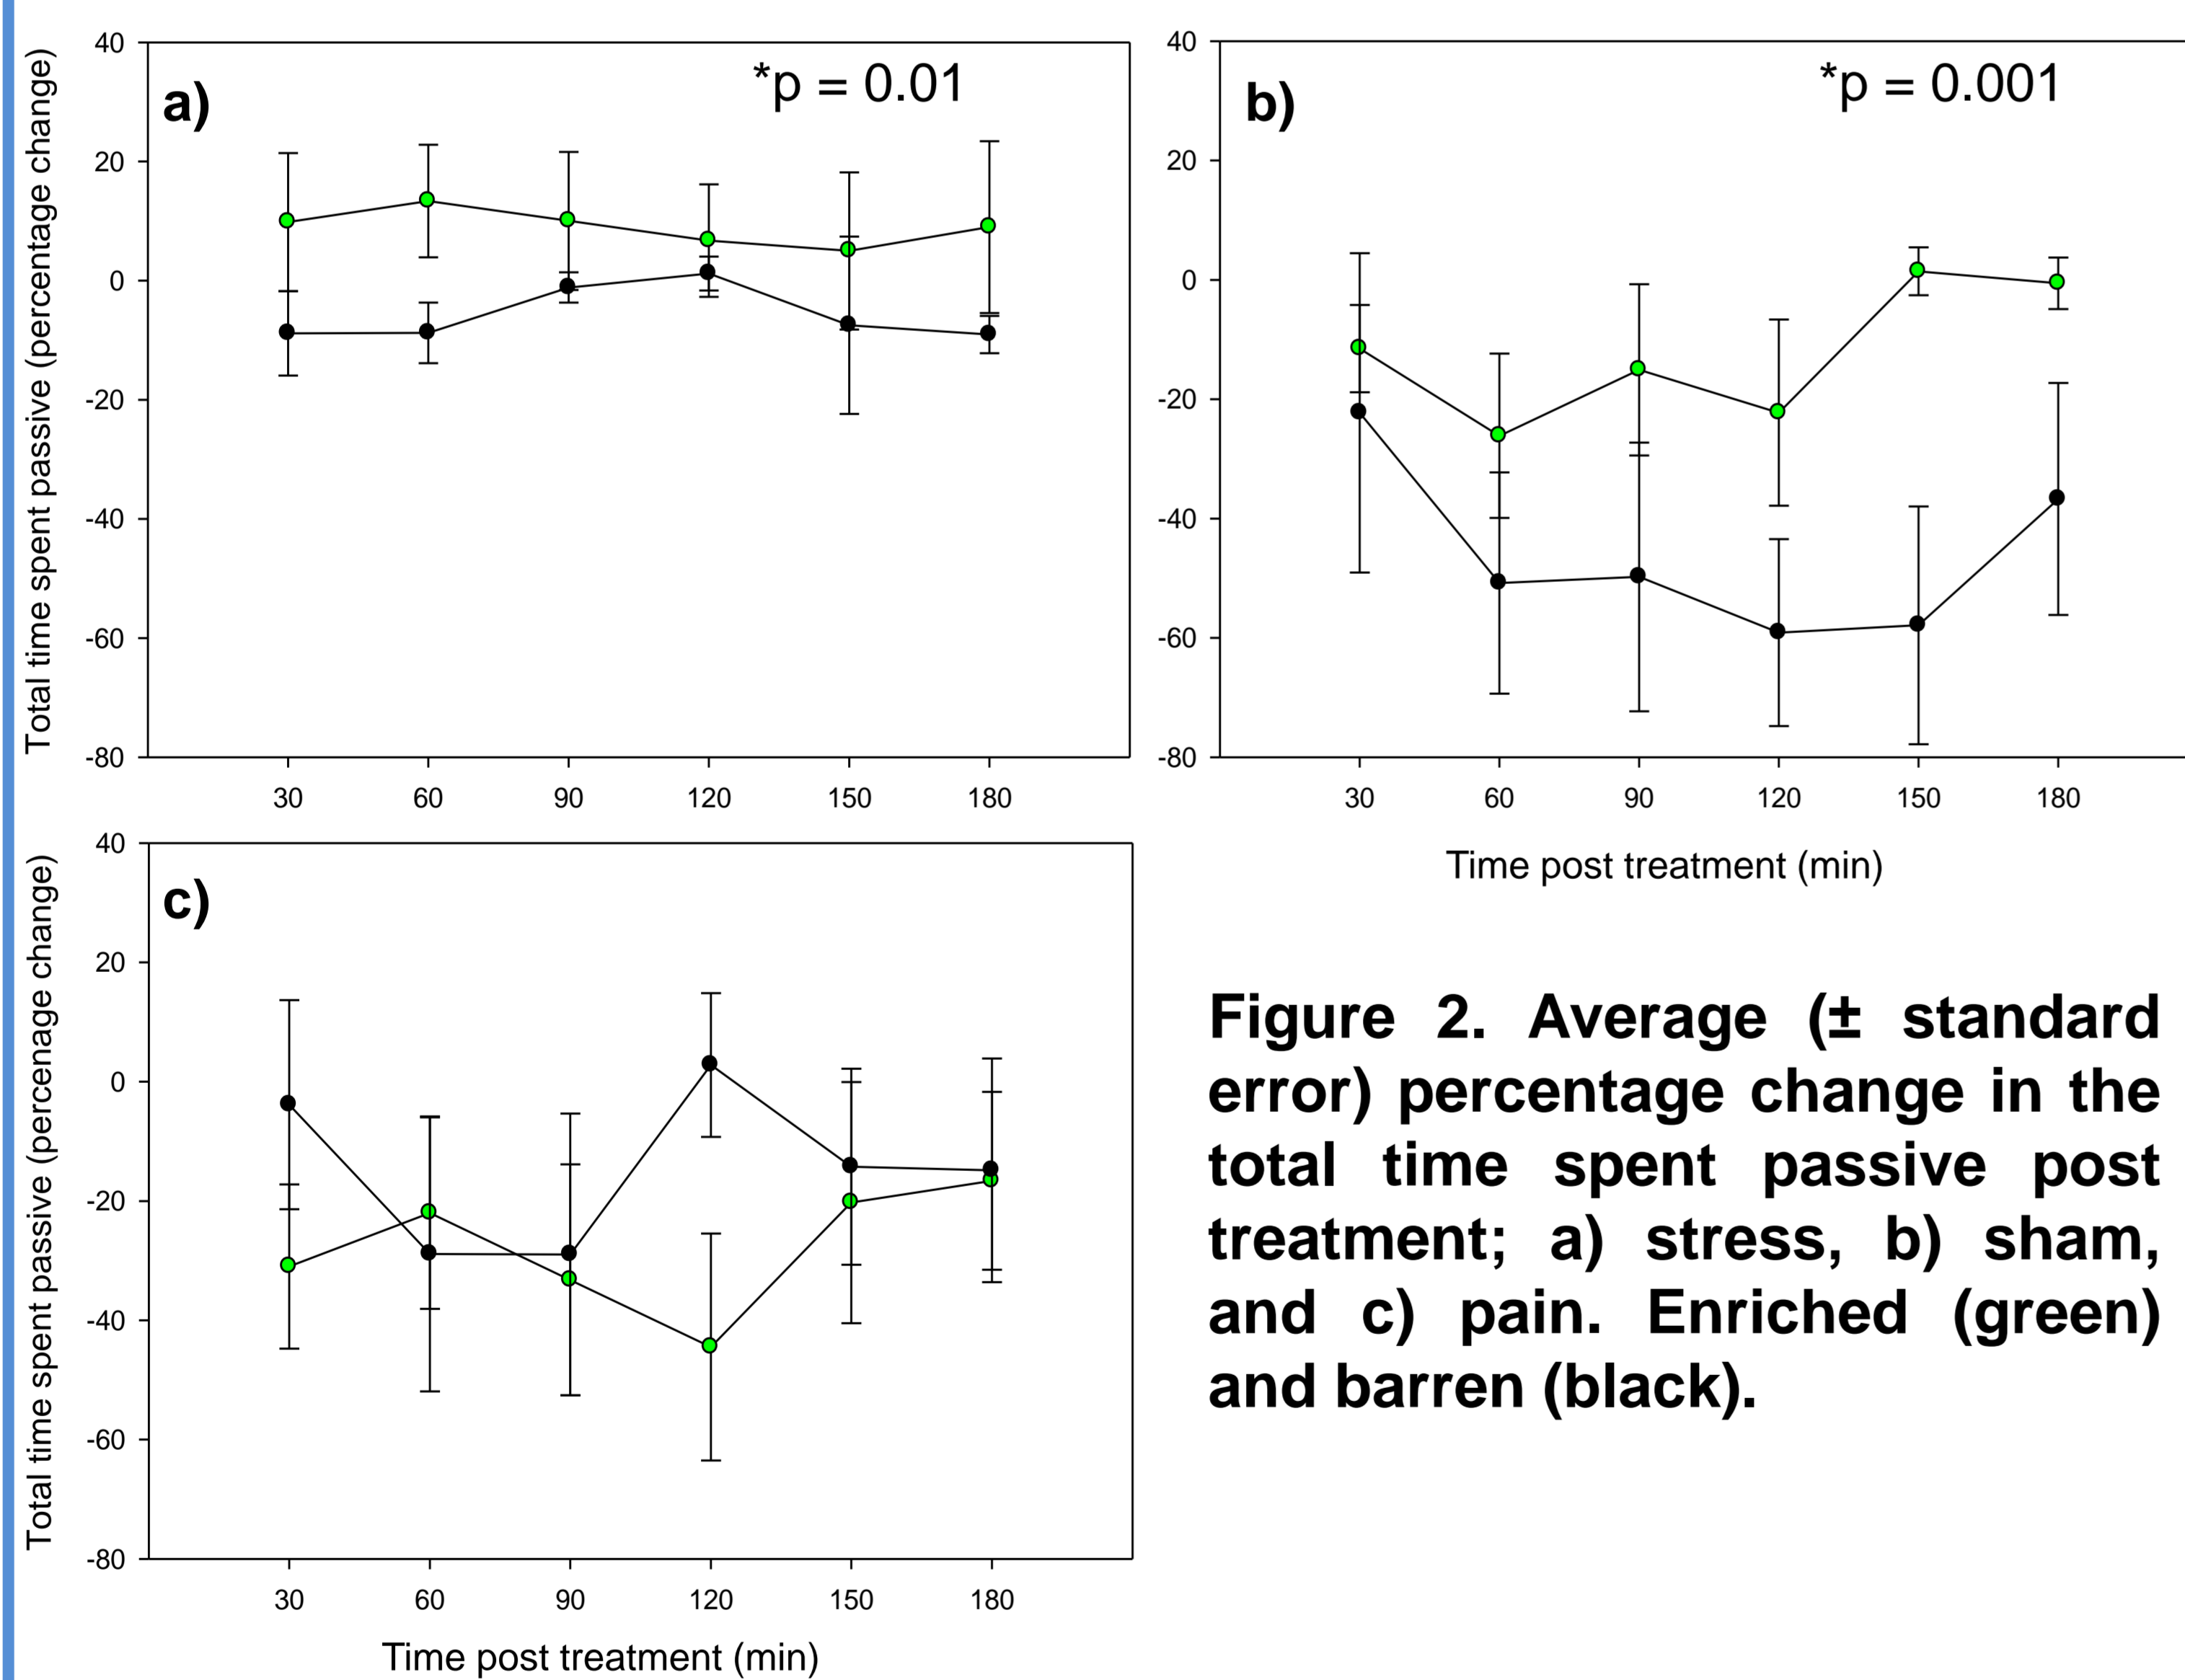 Total time spent passive (percentage change)
40
20
0
-20
-40
-60
-80
a)
*p = 0.01
30 60 90 120 150 180
40
20
0
-20
-40
-60
-80
b)
*p = 0.001
30 60 90 120 150 180
Time post treatment (min)
Total time spent passive (percenage change)
40
20
0
-20
-40
-60
-80
c)
30 60 90 120 150 180
Time post treatment (min)
Figure 2. Average (± standard
error) percentage change in the
total time spent passive post
treatment; a) stress, b) sham,
and c) pain. Enriched (green)
and barren (black).